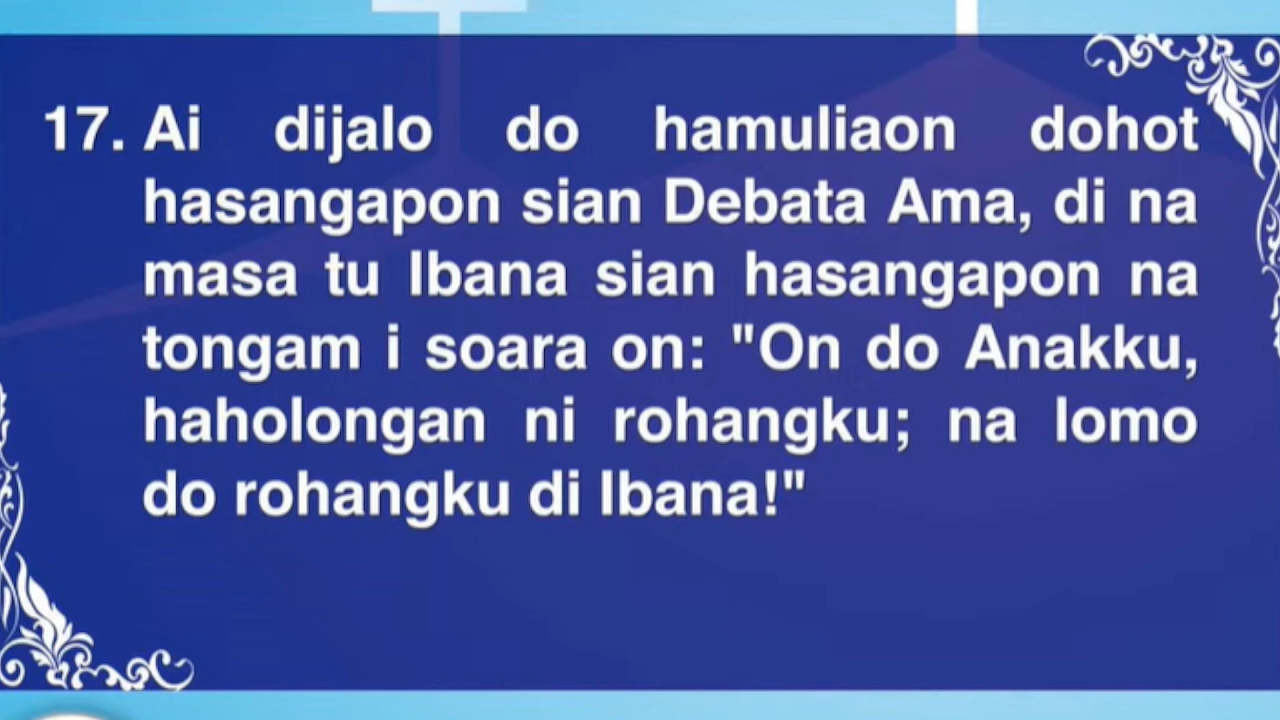 17. Ai dijalo do hamuliaon dohot
hasangapon sian Debata Ama, di na
masa tu Ibana sian hasangapon na
tongam i soara on: "On do Anakku,
haholongan ni rohangku; na lomo
do rohangku di Ibana!"